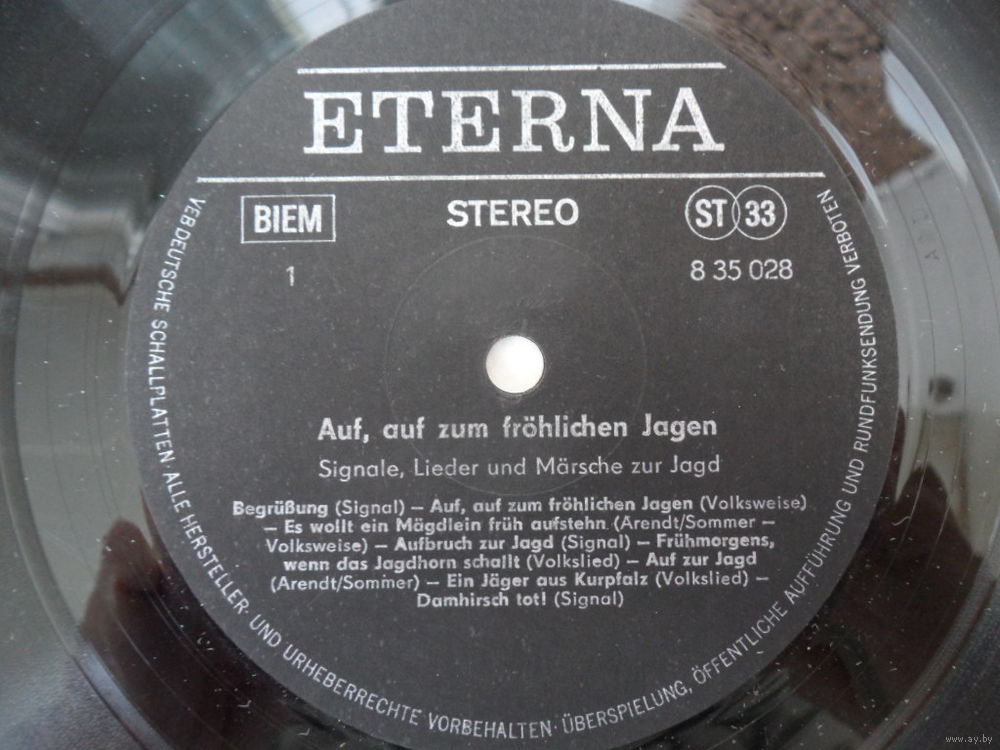 ETERNA
BIEM
STEREO
ST 33
1
8 35 028
Auf, auf zum fröhlichen Jagen
Signale, Lieder und Märsche zur Jagd
Begrüßung (Signal) – Auf, auf zum fröhlichen Jagen (Volksweise)
– Es wollt ein Mägdlein früh aufstehn (Arendt/Sommer –
Volksweise) – Aufbruch zur Jagd (Signal) – Frühmorgens,
wenn das Jagdhorn schallt (Volkslied) – Auf zur Jagd
(Arendt/Sommer) – Ein Jäger aus Kurpfalz (Volkslied) –
Damhirsch tot! (Signal)
VEB DEUTSCHE SCHALLPLATTEN · ALLE HERSTELLER- UND URHEBERRECHTE VORBEHALTEN · ÜBERSPIELUNG, ÖFFENTLICHE AUFFÜHRUNG UND RUNDFUNKSENDUNG VERBOTEN
www.ay.by